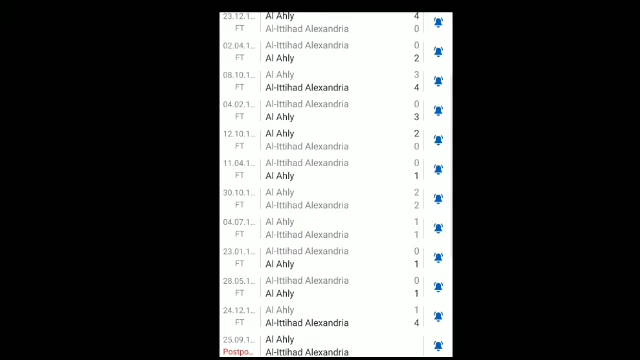 23.12.1... Al Ahly 4
FT Al-Ittihad Alexandria 0
02.04.1... Al-Ittihad Alexandria 0
FT Al Ahly 2
08.10.1... Al Ahly 3
FT Al-Ittihad Alexandria 4
04.02.1... Al-Ittihad Alexandria 0
FT Al Ahly 3
12.10.1... Al Ahly 2
FT Al-Ittihad Alexandria 0
11.04.1... Al-Ittihad Alexandria 0
FT Al Ahly 1
30.10.1... Al Ahly 2
FT Al-Ittihad Alexandria 2
04.07.1... Al Ahly 1
FT Al-Ittihad Alexandria 1
23.01.1... Al-Ittihad Alexandria 0
FT Al Ahly 1
28.05.1... Al-Ittihad Alexandria 0
FT Al Ahly 1
24.12.1... Al Ahly 1
FT Al-Ittihad Alexandria 4
25.09.1... Al Ahly
Postpo... Al-Ittihad Alexandria